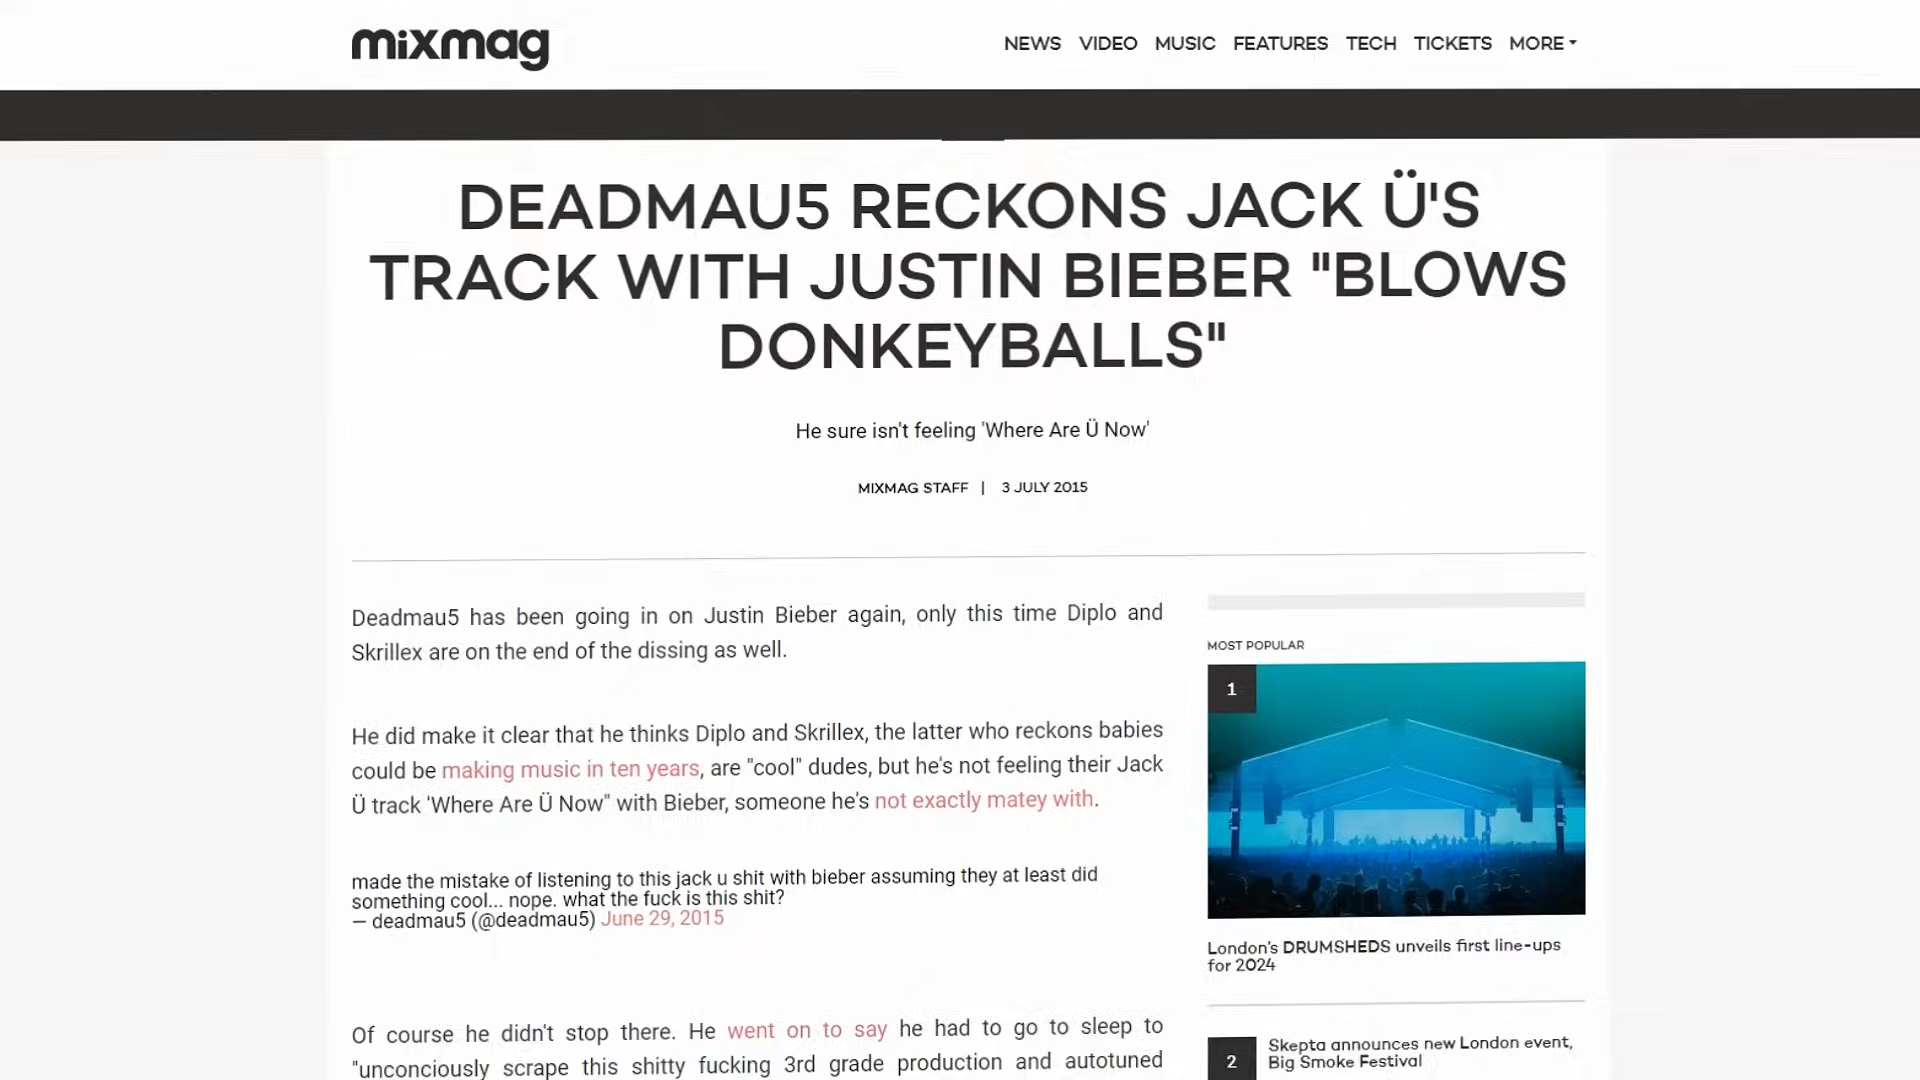 mixmag
NEWS VIDEO MUSIC FEATURES TECH TICKETS MORE
DEADMAU5 RECKONS JACK Ü'S
TRACK WITH JUSTIN BIEBER "BLOWS
DONKEYBALLS"
He sure isn't feeling 'Where Are Ü Now'
MIXMAG STAFF | 3 JULY 2015
Deadmau5 has been going in on Justin Bieber again, only this time Diplo and
Skrillex are on the end of the dissing as well.
He did make it clear that he thinks Diplo and Skrillex, the latter who reckons babies
could be making music in ten years, are "cool" dudes, but he's not feeling their Jack
Ü track 'Where Are Ü Now" with Bieber, someone he's not exactly matey with.
made the mistake of listening to this jack u shit with bieber assuming they at least did
something cool... nope. what the fuck is this shit?
— deadmau5 (@deadmau5) June 29, 2015
Of course he didn't stop there. He went on to say he had to go to sleep to
"unconciously scrape this shitty fucking 3rd grade production and autotuned
MOST POPULAR
1
London's DRUMSHEDS unveils first line-ups
for 2024
2
Skepta announces new London event,
Big Smoke Festival